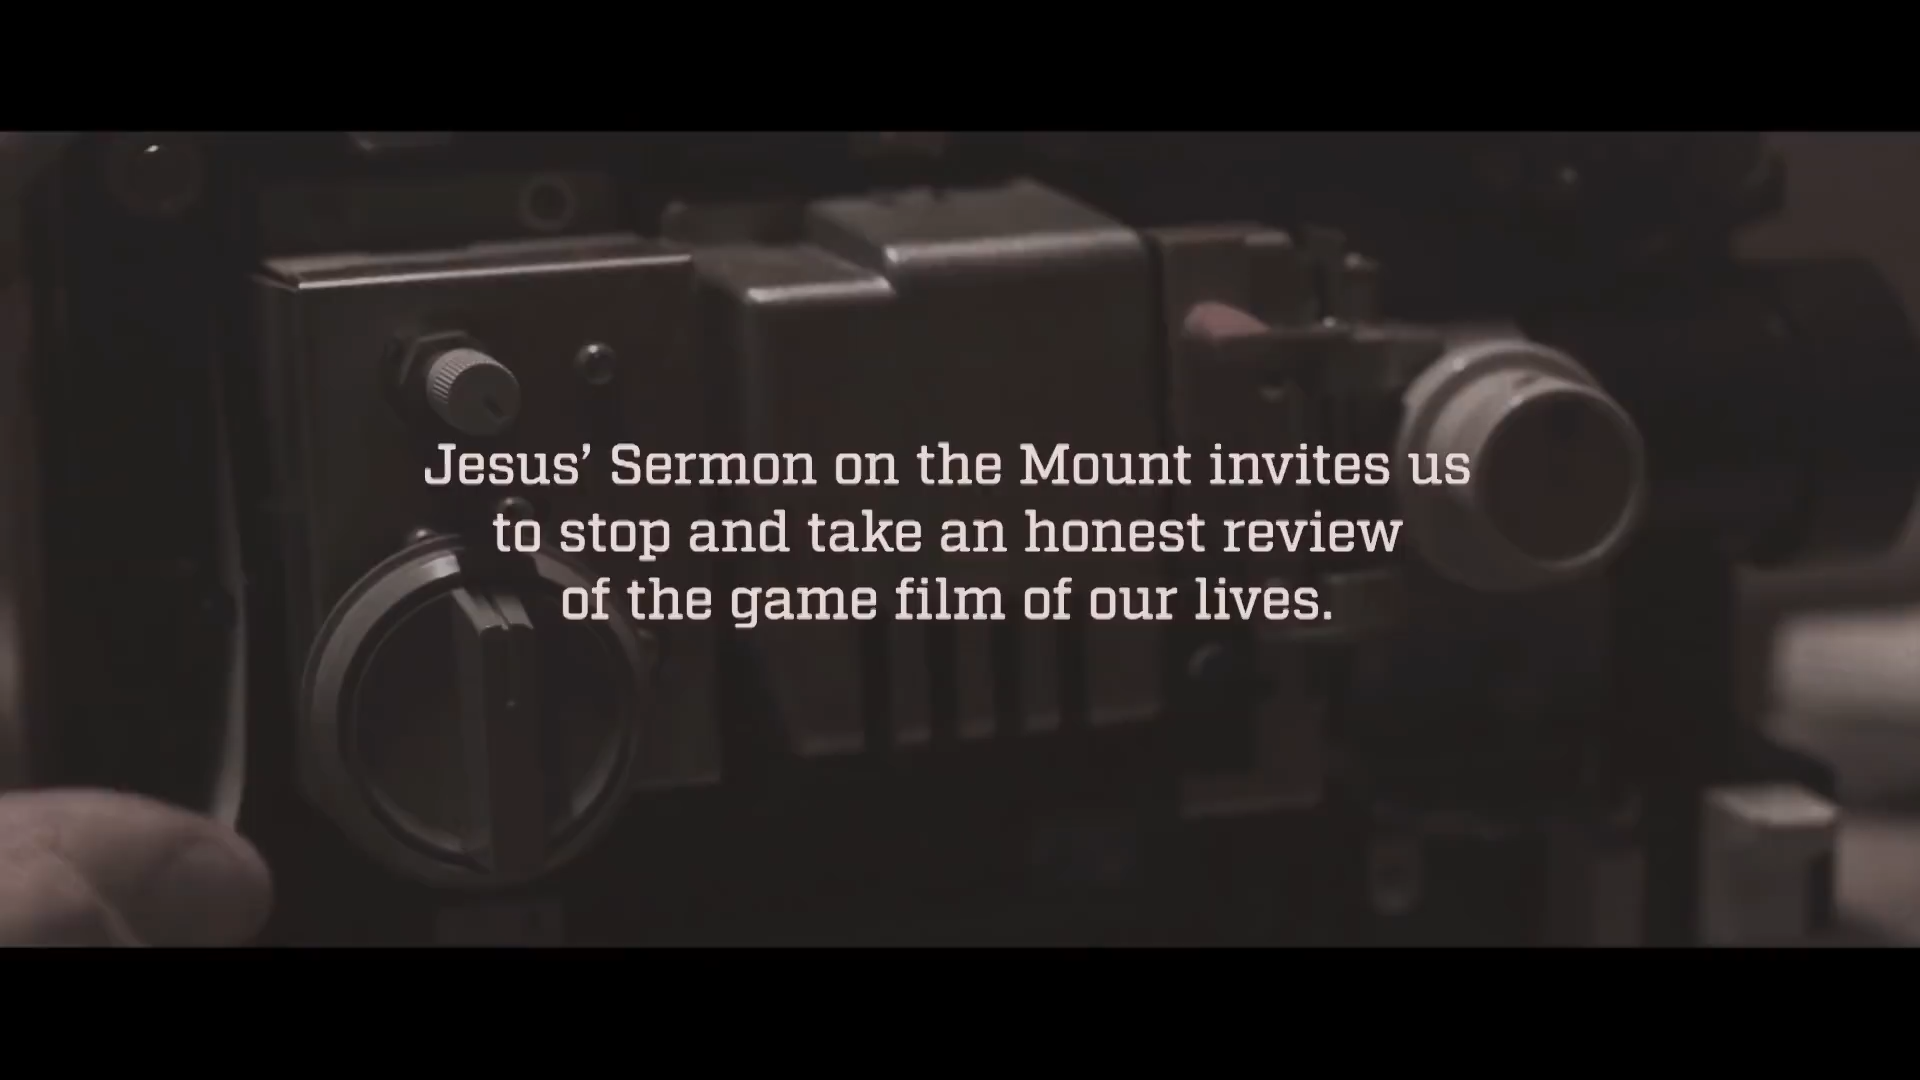 Jesus’ Sermon on the Mount invites us
to stop and take an honest review
of the game film of our lives.